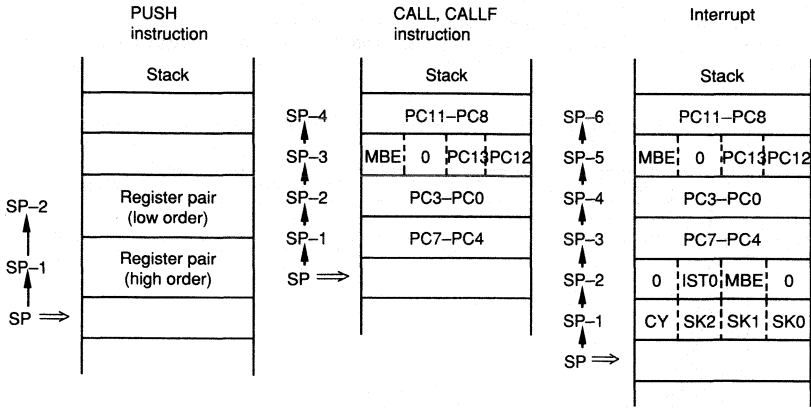 PUSH
instruction
Stack
Register pair
(low order)
Register pair
(high order)
SP–2
SP–1
SP
CALL, CALLF
instruction
Stack
SP–4
PC11–PC8
SP–3
MBE 0 PC13 PC12
SP–2
PC3–PC0
SP–1
PC7–PC4
SP
Interrupt
Stack
SP–6
PC11–PC8
SP–5
MBE 0 PC13 PC12
SP–4
PC3–PC0
SP–3
PC7–PC4
SP–2
0 IST0 MBE 0
SP–1
CY SK2 SK1 SK0
SP